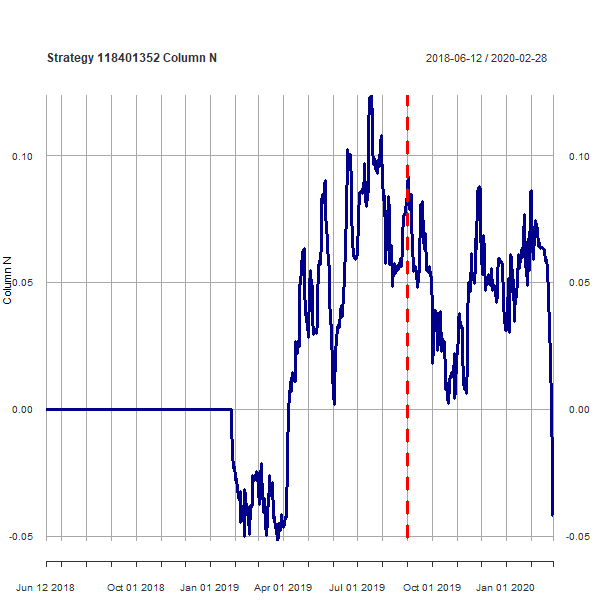 Strategy 118401352 Column N
2018-06-12 / 2020-02-28
0.10 0.10
0.05 0.05
0.00 0.00
-0.05 -0.05
Column N
Jun 12 2018 Oct 01 2018 Jan 01 2019 Apr 01 2019 Jul 01 2019 Oct 01 2019 Jan 01 2020